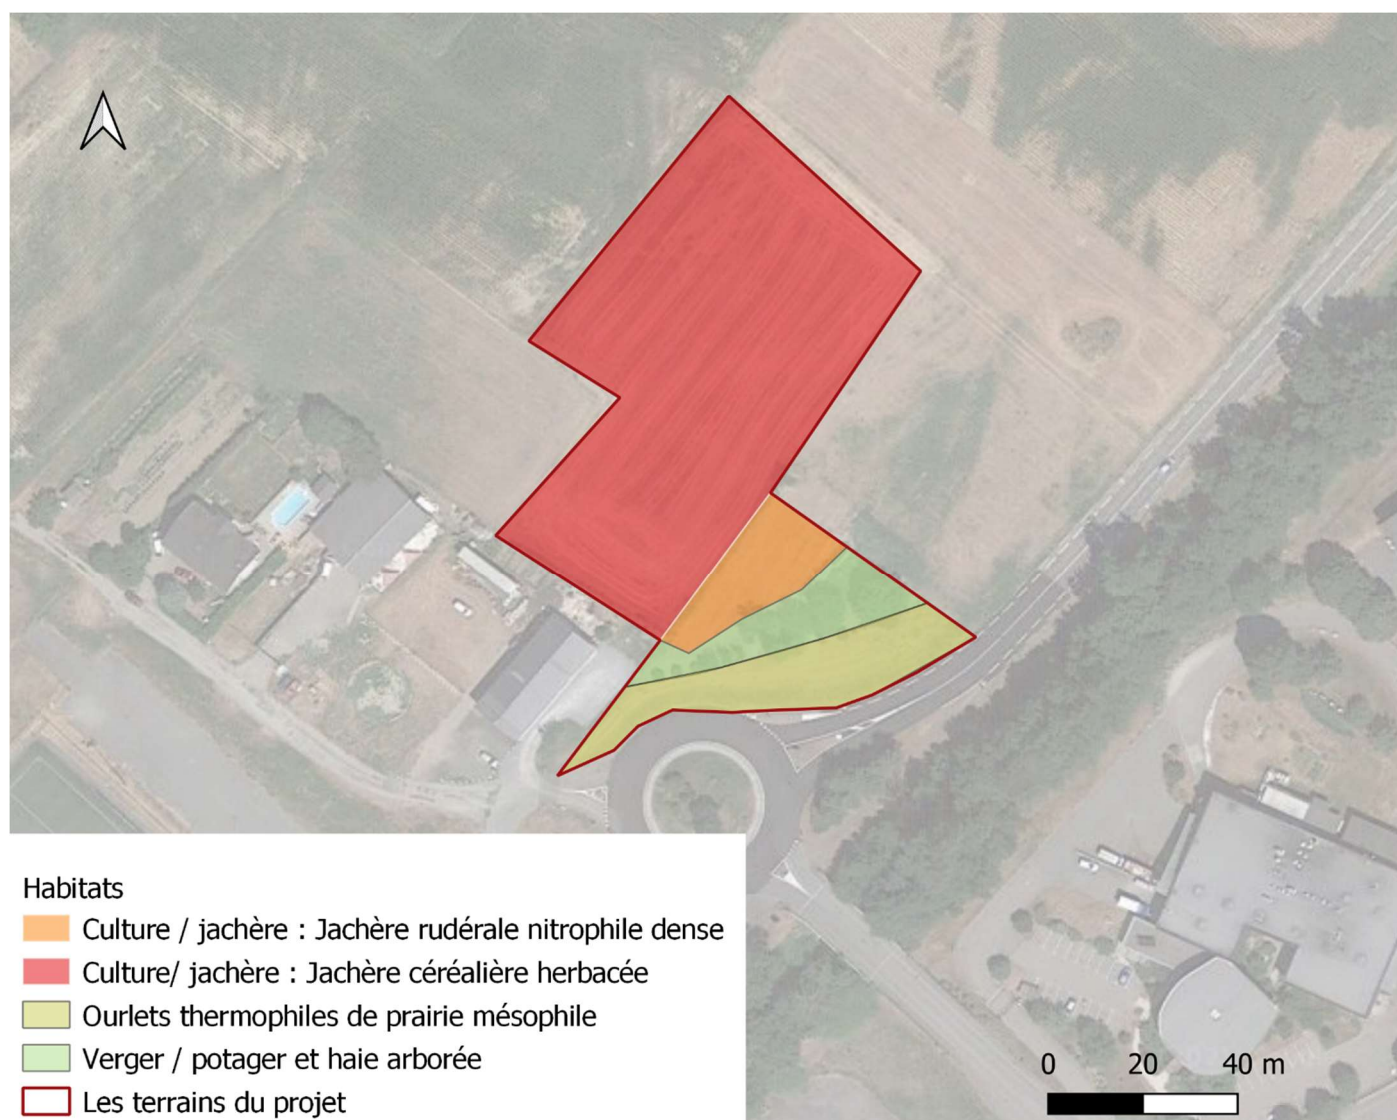 Habitats
Culture / jachère : Jachère rudérale nitrophile dense
Culture/ jachère : Jachère céréalière herbacée
Ourlets thermophiles de prairie mésophile
Verger / potager et haie arborée
Les terrains du projet
0 20 40 m